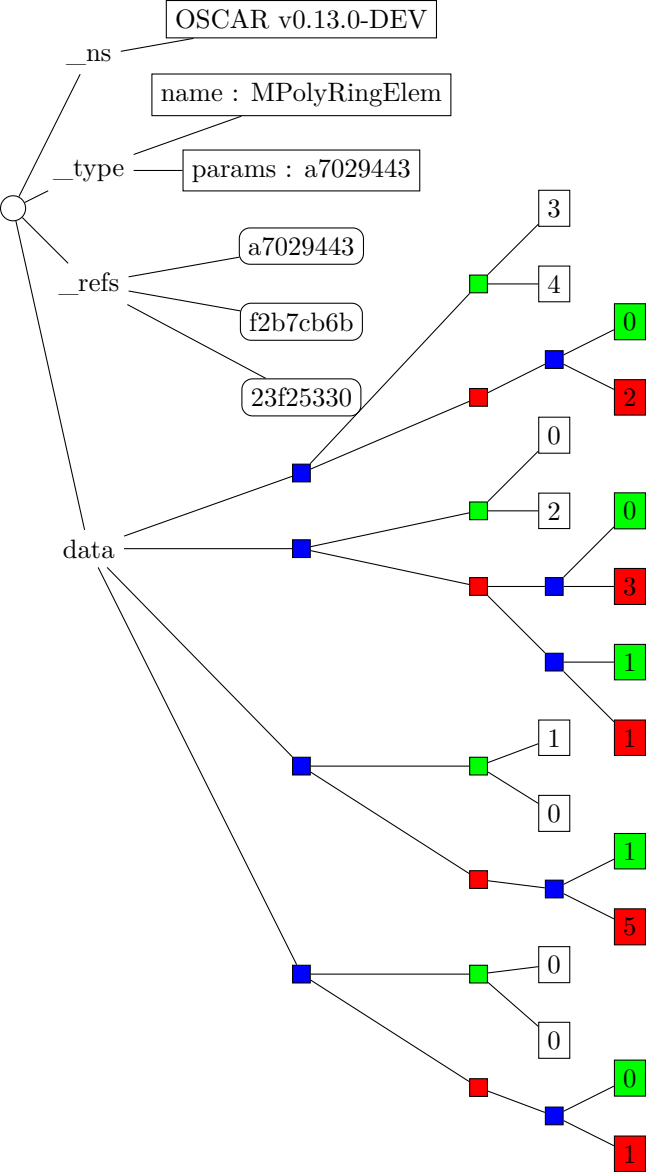 OSCAR v0.13.0-DEV
_ns
name : MPolyRingElem
_type
params : a7029443
3
a7029443
_refs
4
f2b7cb6b
0
23f25330
2
0
2
0
data
3
1
1
1
0
1
5
0
0
0
1